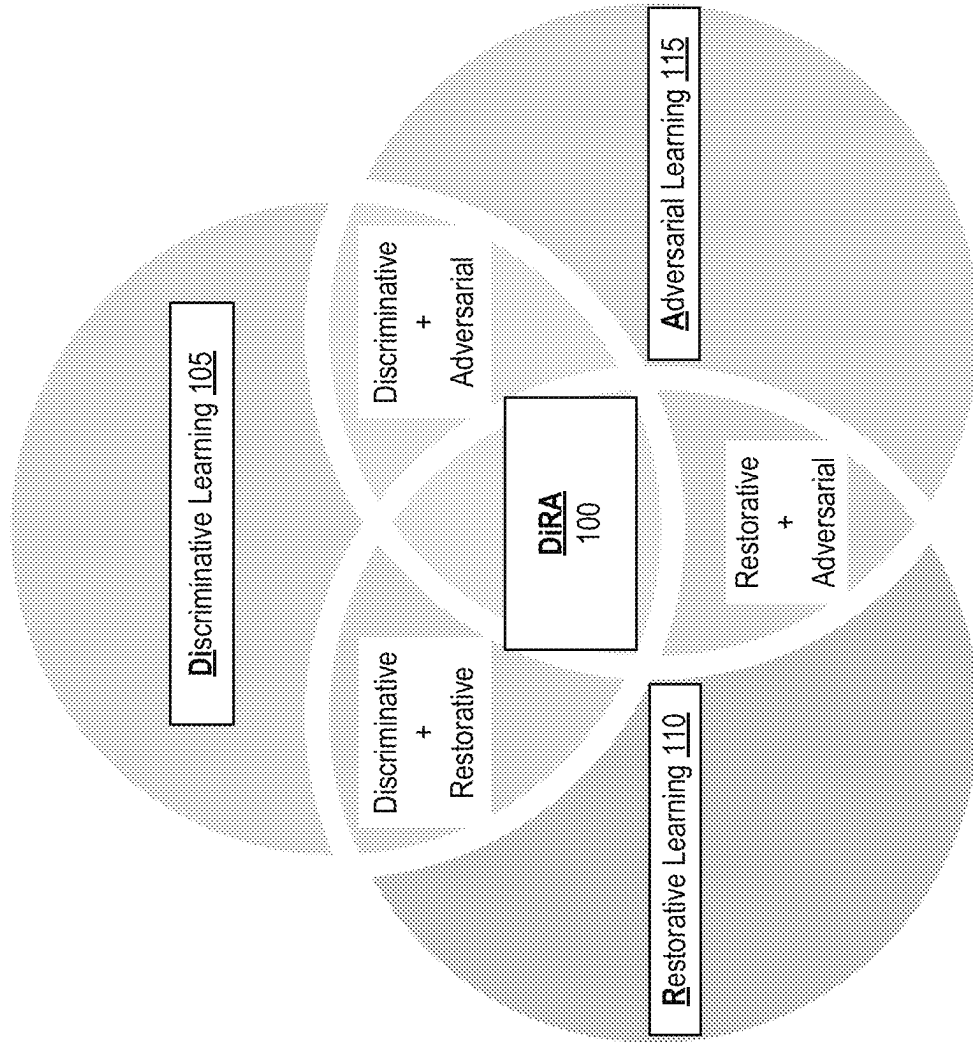 Discriminative Learning 105
Discriminative
+
Restorative
Discriminative
+
Adversarial
DiRA
100
Restorative Learning 110
Adversarial Learning 115
Restorative
+
Adversarial